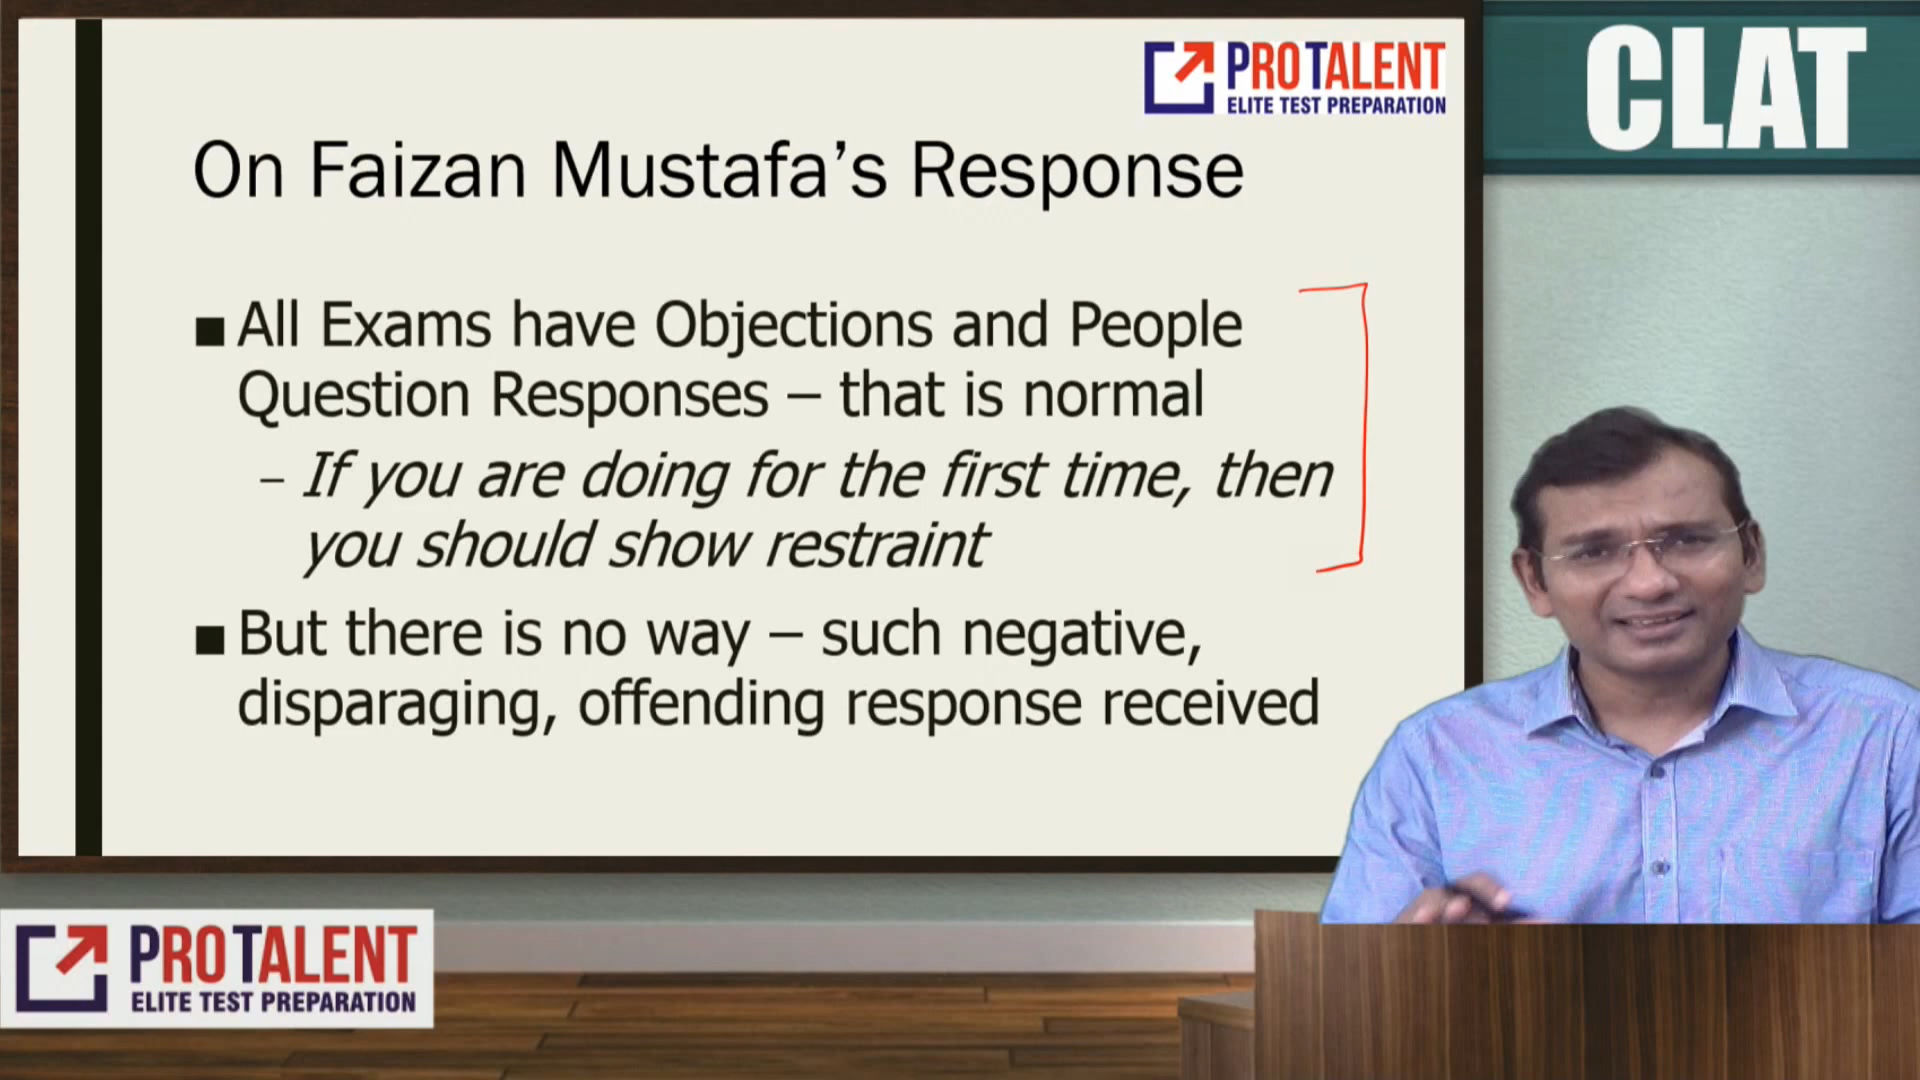 PROTALENT
ELITE TEST PREPARATION
CLAT
On Faizan Mustafa’s Response
■ All Exams have Objections and People
Question Responses – that is normal
– If you are doing for the first time, then
you should show restraint
■ But there is no way – such negative,
disparaging, offending response received
PROTALENT
ELITE TEST PREPARATION